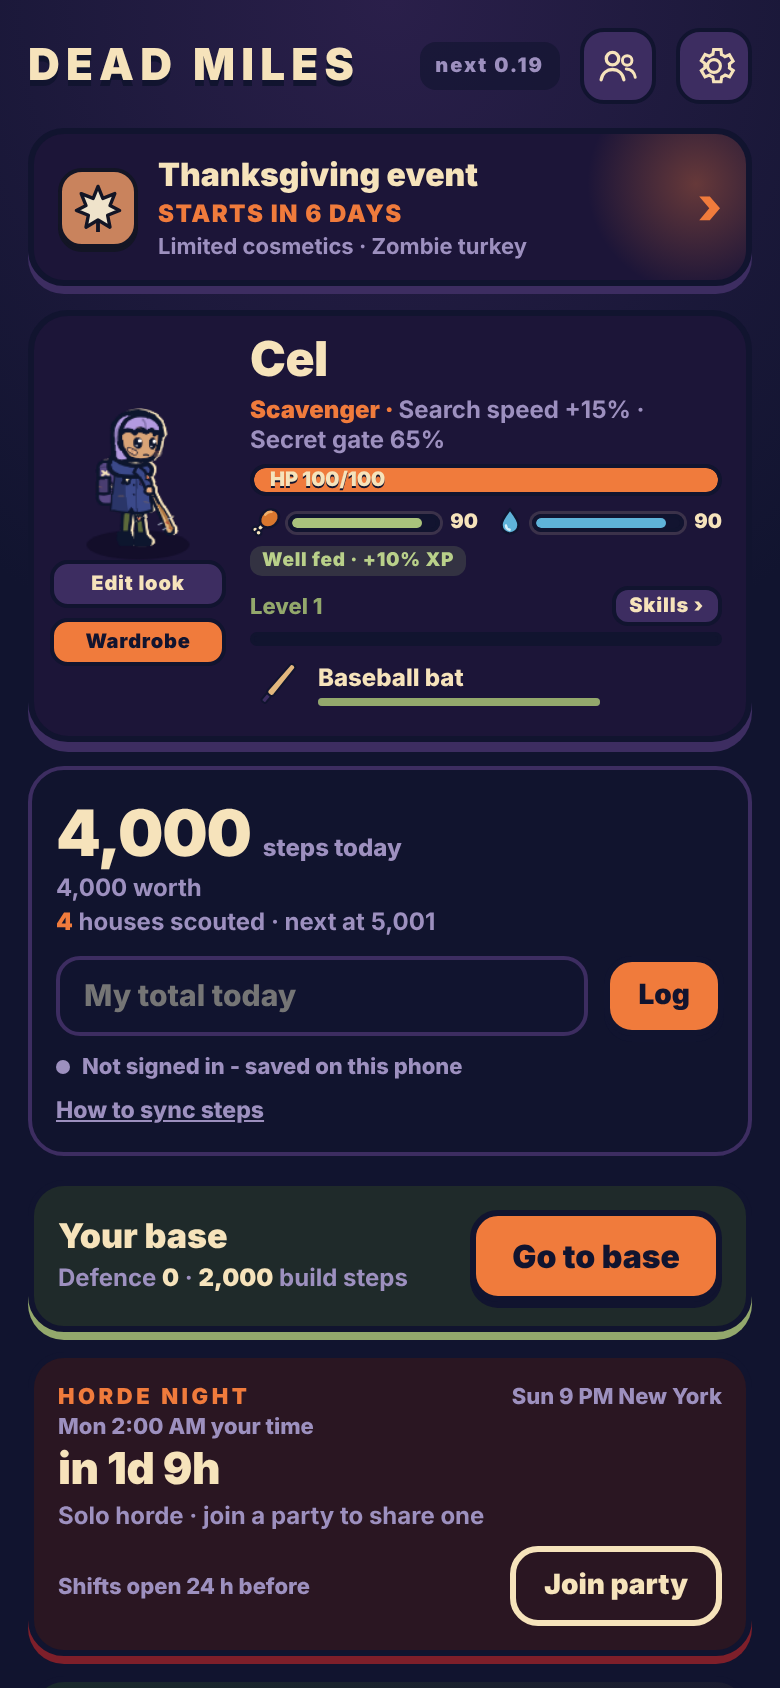 DEAD MILES
next 0.19
Thanksgiving event
STARTS IN 6 DAYS
Limited cosmetics · Zombie turkey
›
Cel
Scavenger · Search speed +15% ·
Secret gate 65%
HP 100/100
90
90
Well fed · +10% XP
Edit look
Level 1
Skills ›
Wardrobe
Baseball bat
4,000 steps today
4,000 worth
4 houses scouted · next at 5,001
My total today
Log
Not signed in - saved on this phone
How to sync steps
Your base
Defence 0 · 2,000 build steps
Go to base
HORDE NIGHT
Sun 9 PM New York
Mon 2:00 AM your time
in 1d 9h
Solo horde · join a party to share one
Shifts open 24 h before
Join party